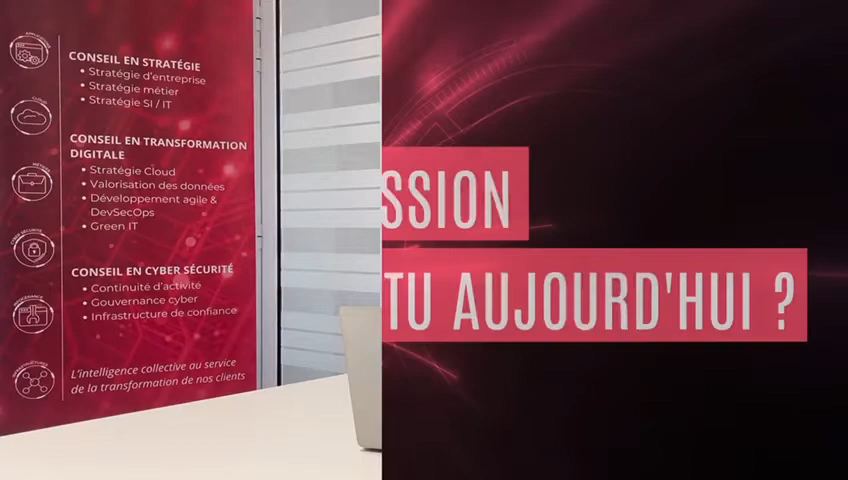 CONSEIL EN STRATÉGIE
• Stratégie d'entreprise
• Stratégie métier
• Stratégie SI / IT
CONSEIL EN TRANSFORMATION
DIGITALE
• Stratégie Cloud
• Valorisation des données
• Développement agile &
DevSecOps
• Green IT
CONSEIL EN CYBER SÉCURITÉ
• Continuité d'activité
• Gouvernance cyber
• Infrastructure de confiance
L'intelligence collective au service
de la transformation de nos clients
CLOUD
SSION
TU AUJOURD'HUI ?